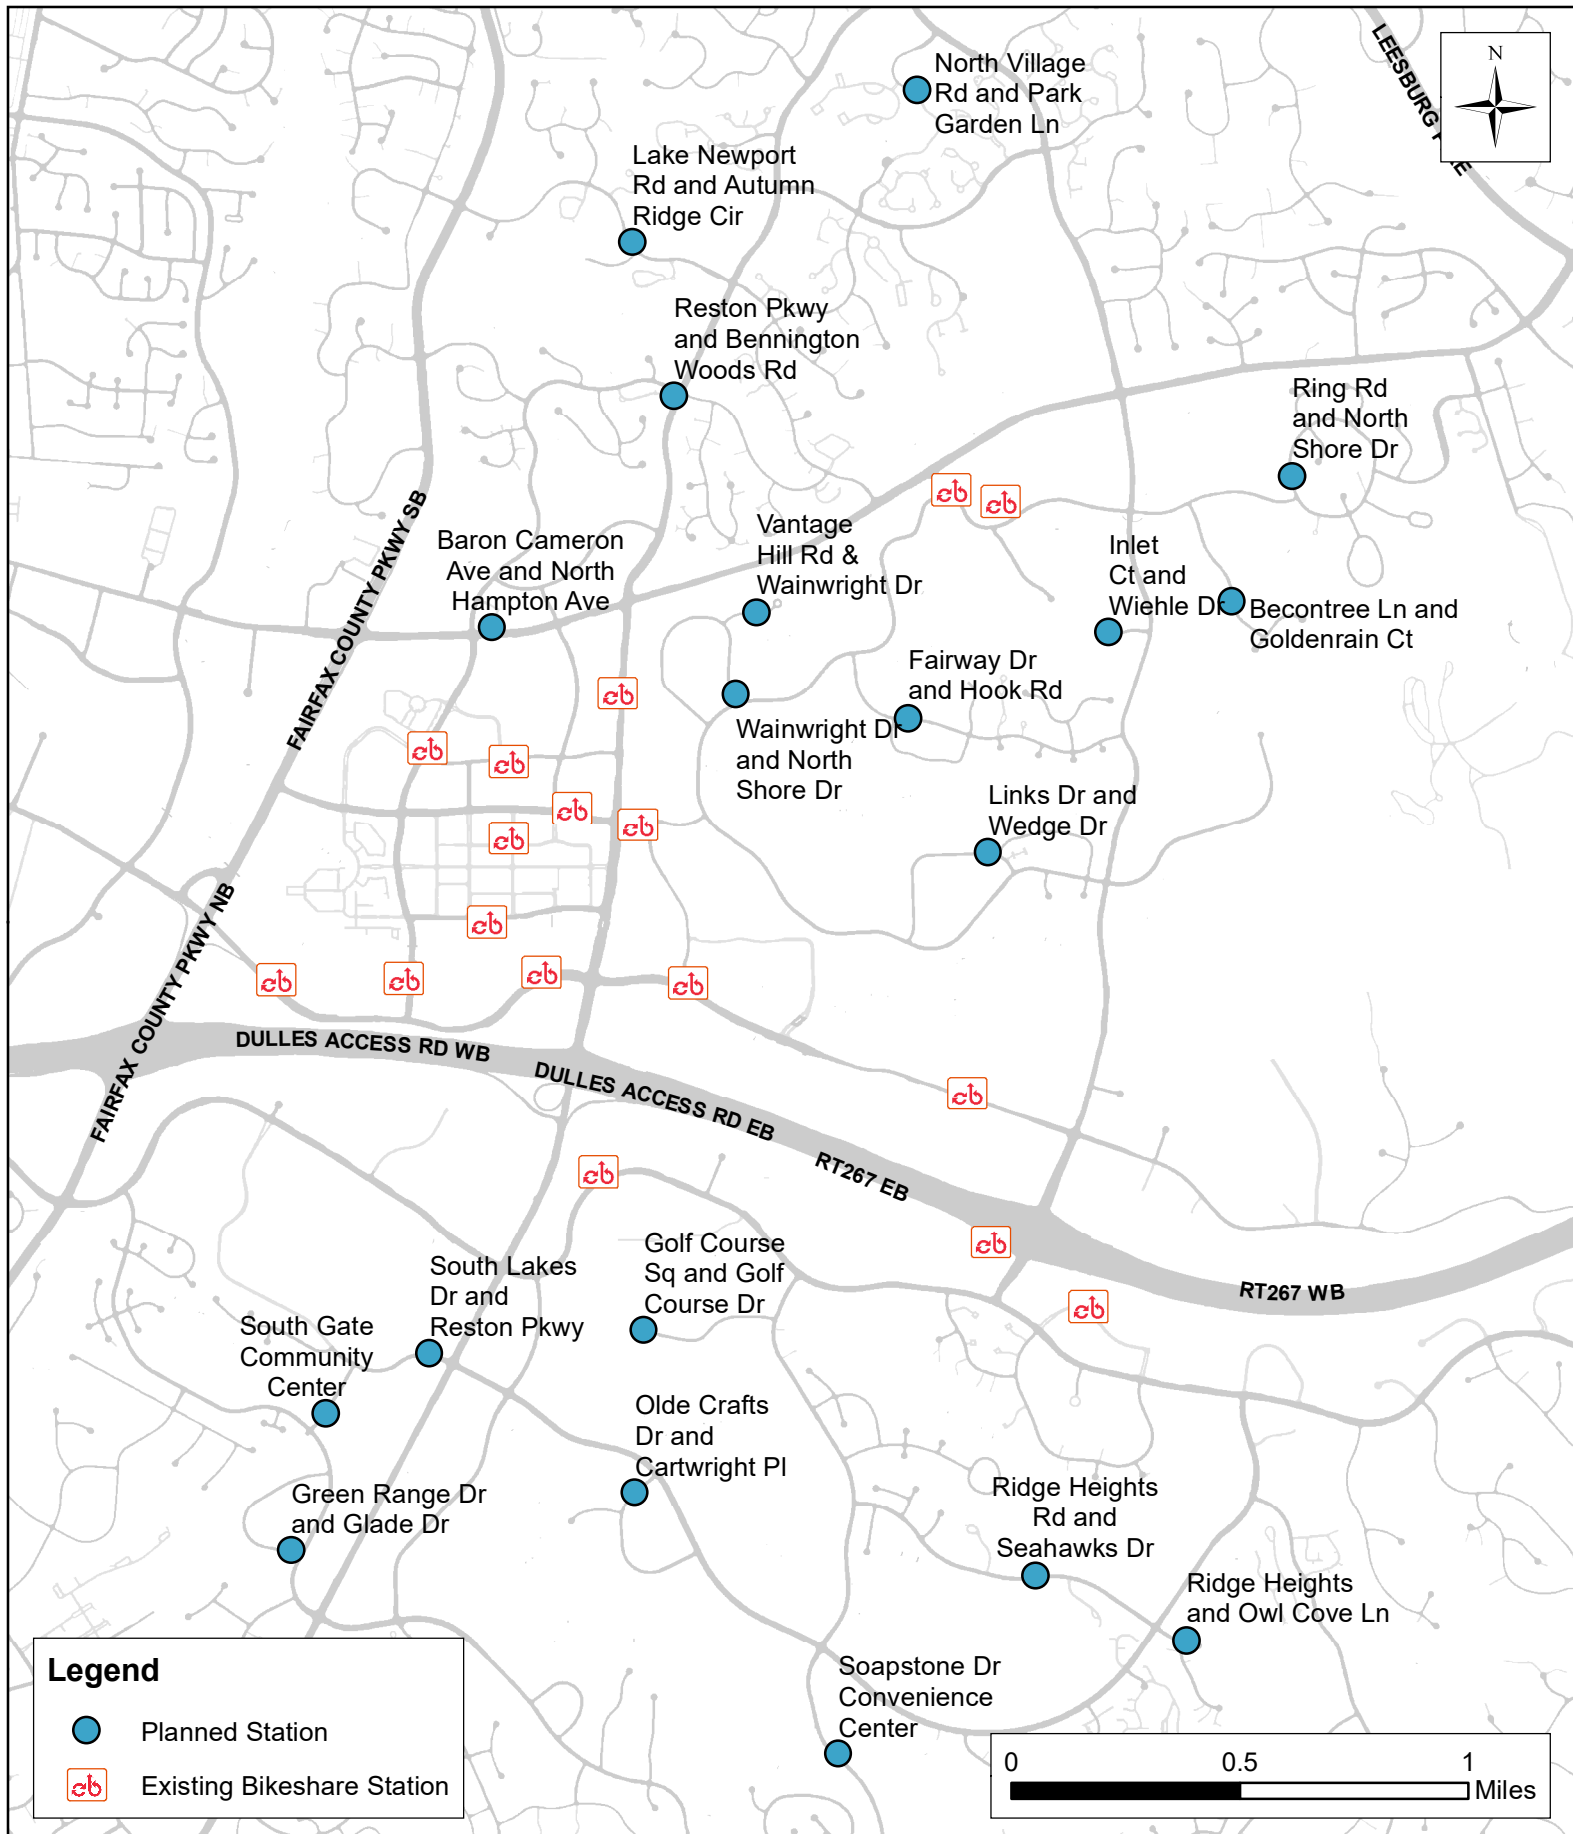 North Village
Rd and Park
Garden Ln
N
Lake Newport
Rd and Autumn
Ridge Cir
Reston Pkwy
and Bennington
Woods Rd
Ring Rd
and North
Shore Dr
FAIRFAX COUNTY PKWY SB
Baron Cameron
Ave and North
Hampton Ave
Vantage
Hill Rd &
Wainwright Dr
Inlet
Ct and
Wiehle Dr
Becontree Ln and
Goldenrain Ct
Fairway Dr
and Hook Rd
Wainwright Dr
and North
Shore Dr
Links Dr and
Wedge Dr
FAIRFAX COUNTY PKWY NB
DULLES ACCESS RD WB
DULLES ACCESS RD EB
RT267 EB
RT267 WB
Golf Course
Sq and Golf
Course Dr
South Lakes
Dr and
Reston Pkwy
South Gate
Community
Center
Olde Crafts
Dr and
Cartwright Pl
Green Range Dr
and Glade Dr
Ridge Heights
Rd and
Seahawks Dr
Ridge Heights
and Owl Cove Ln
Soapstone Dr
Convenience
Center
Legend
Planned Station
Existing Bikeshare Station
0 0.5 1
Miles
LEESBURG